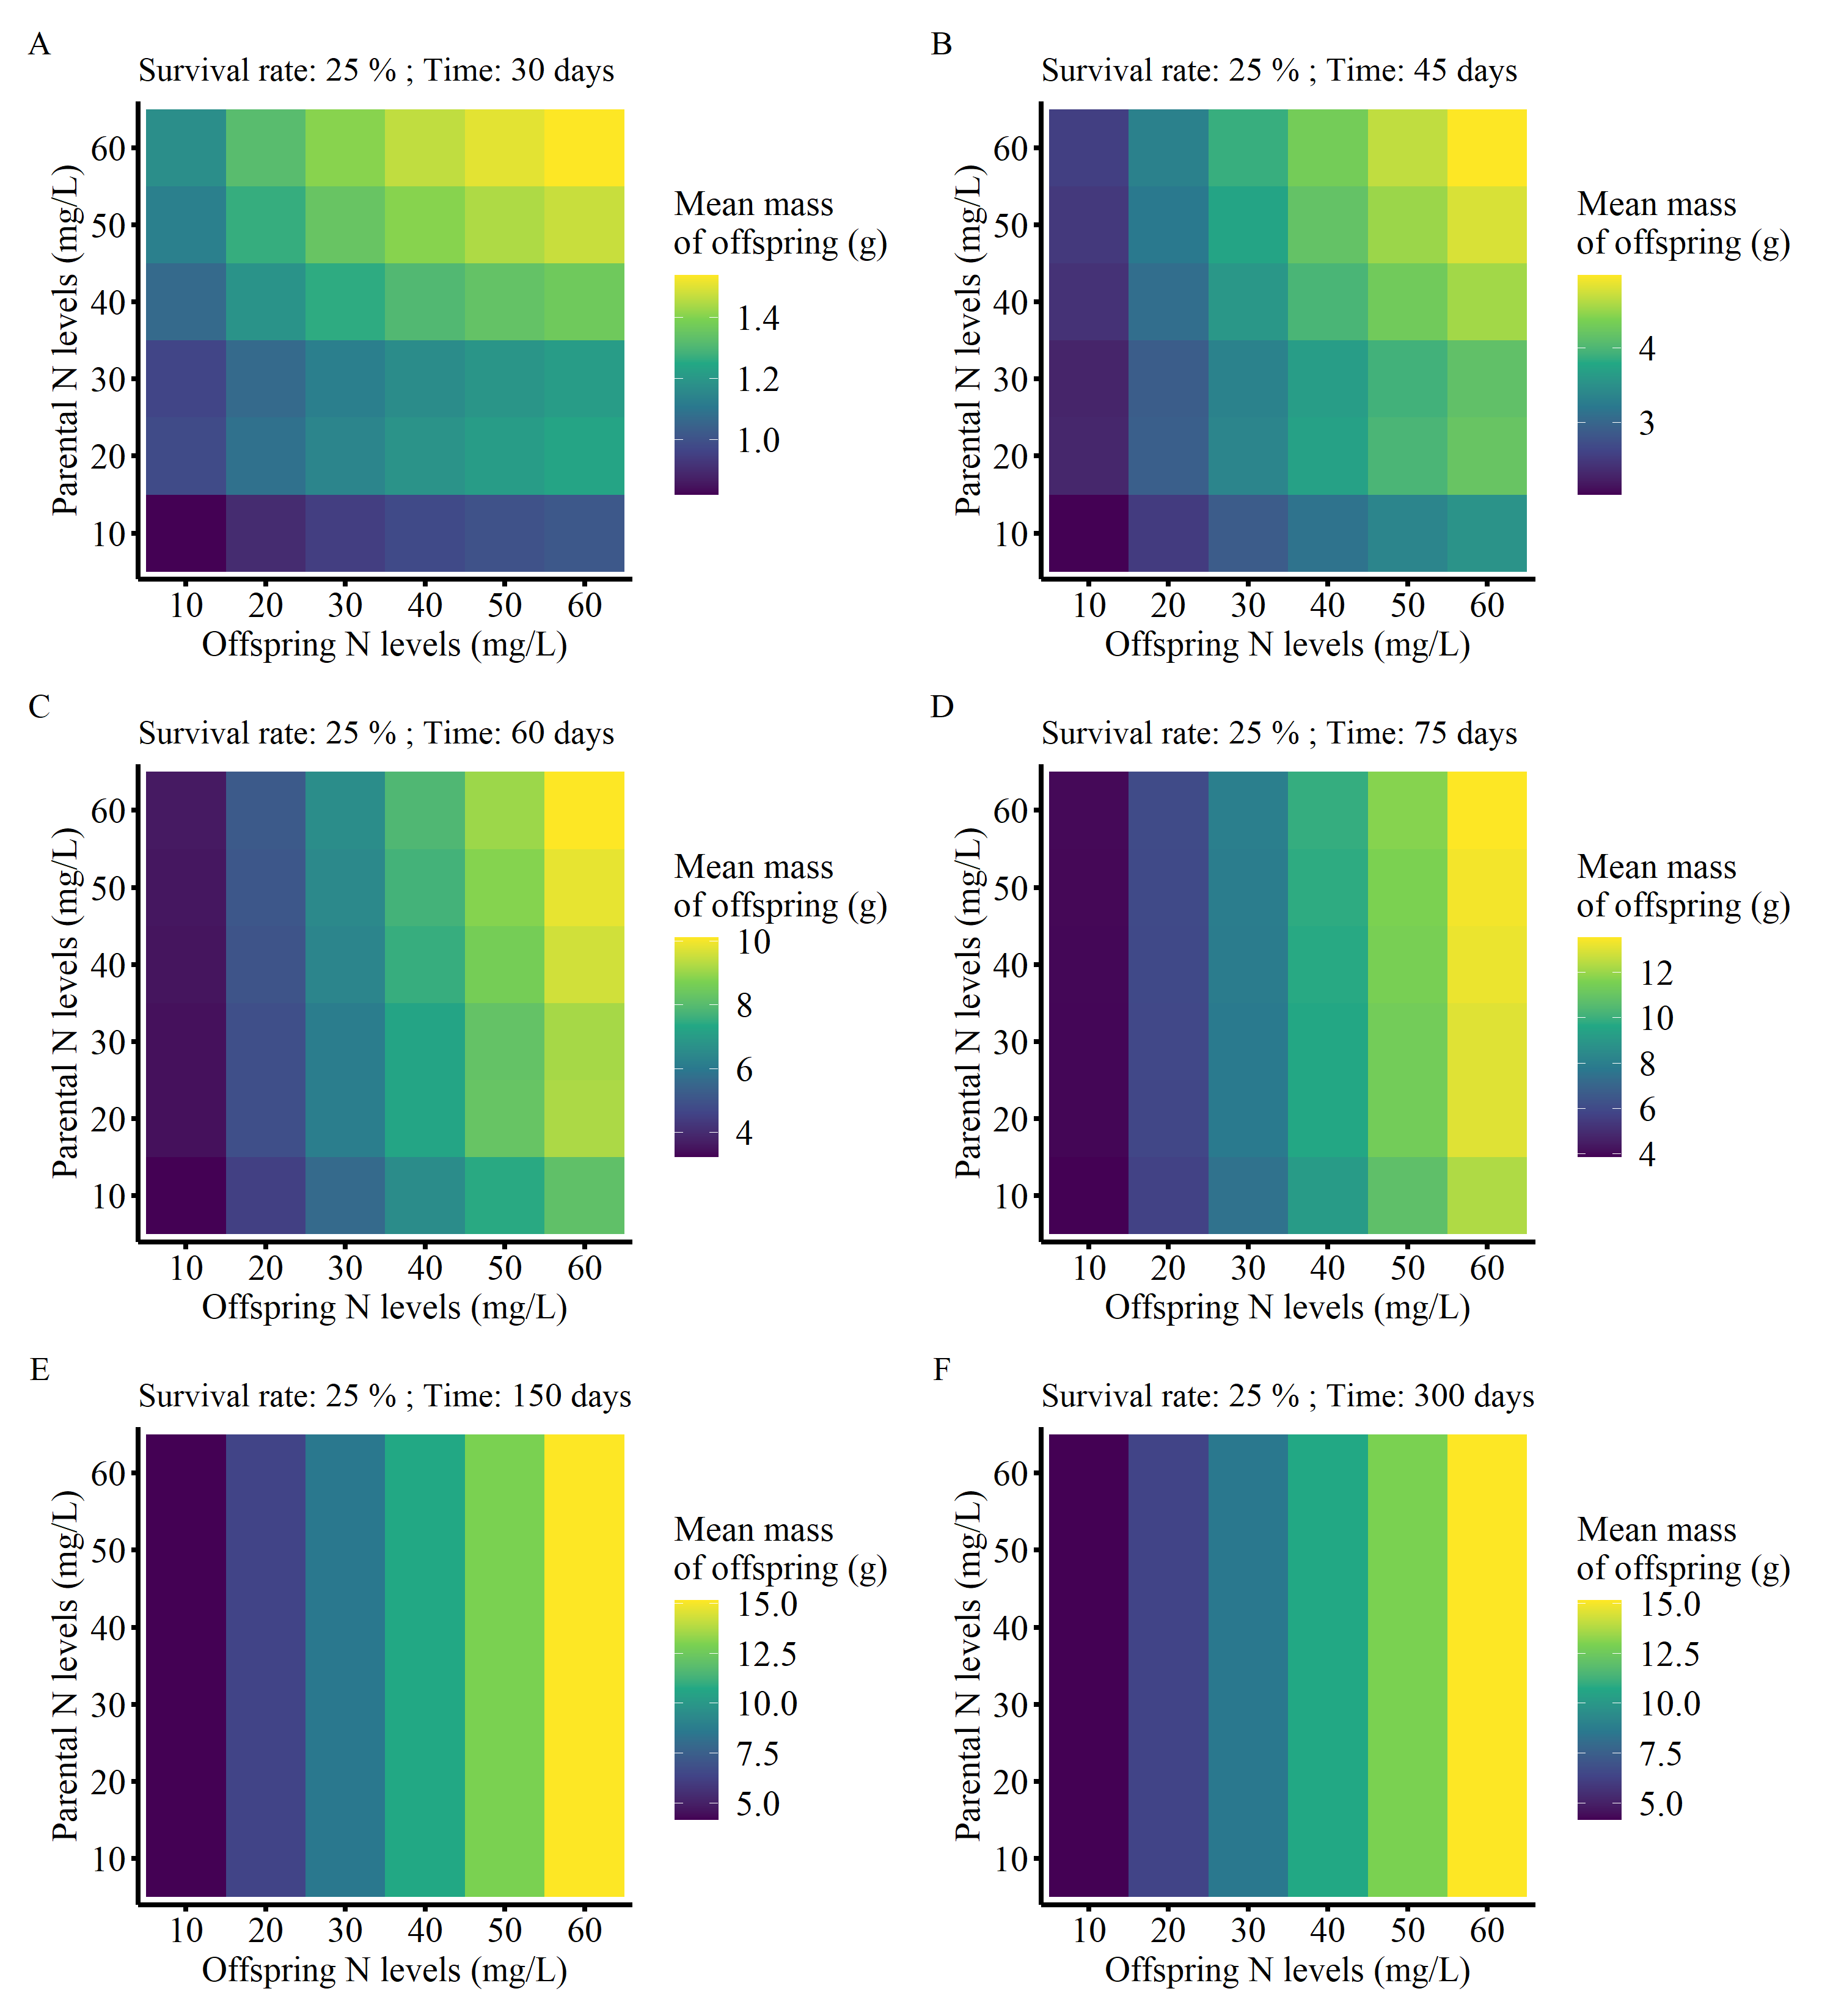 A
Survival rate: 25 % ; Time: 30 days
Parental N levels (mg/L)
60
50
40
30
20
10
10 20 30 40 50 60
Offspring N levels (mg/L)
Mean mass
of offspring (g)
1.4
1.2
1.0
B
Survival rate: 25 % ; Time: 45 days
Parental N levels (mg/L)
60
50
40
30
20
10
10 20 30 40 50 60
Offspring N levels (mg/L)
Mean mass
of offspring (g)
4
3
C
Survival rate: 25 % ; Time: 60 days
Parental N levels (mg/L)
60
50
40
30
20
10
10 20 30 40 50 60
Offspring N levels (mg/L)
Mean mass
of offspring (g)
10
8
6
4
D
Survival rate: 25 % ; Time: 75 days
Parental N levels (mg/L)
60
50
40
30
20
10
10 20 30 40 50 60
Offspring N levels (mg/L)
Mean mass
of offspring (g)
12
10
8
6
4
E
Survival rate: 25 % ; Time: 150 days
Parental N levels (mg/L)
60
50
40
30
20
10
10 20 30 40 50 60
Offspring N levels (mg/L)
Mean mass
of offspring (g)
15.0
12.5
10.0
7.5
5.0
F
Survival rate: 25 % ; Time: 300 days
Parental N levels (mg/L)
60
50
40
30
20
10
10 20 30 40 50 60
Offspring N levels (mg/L)
Mean mass
of offspring (g)
15.0
12.5
10.0
7.5
5.0